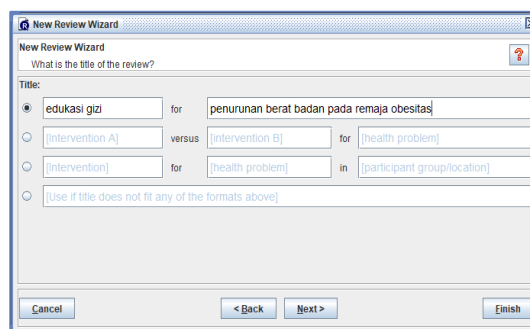 New Review Wizard
New Review Wizard
What is the title of the review?
?
Title:
edukasi gizi for penurunan berat badan pada remaja obesitas
[Intervention A] versus [intervention B] for [health problem]
[Intervention] for [health problem] in [participant group/location]
[Use if title does not fit any of the formats above]
Cancel < Back Next > Finish